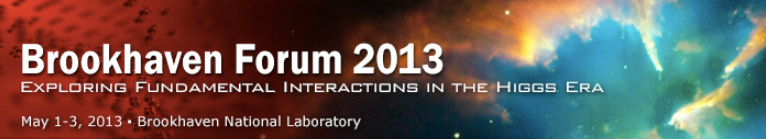 Brookhaven Forum 2013
Exploring Fundamental Interactions in the Higgs Era
May 1-3, 2013 ▪ Brookhaven National Laboratory